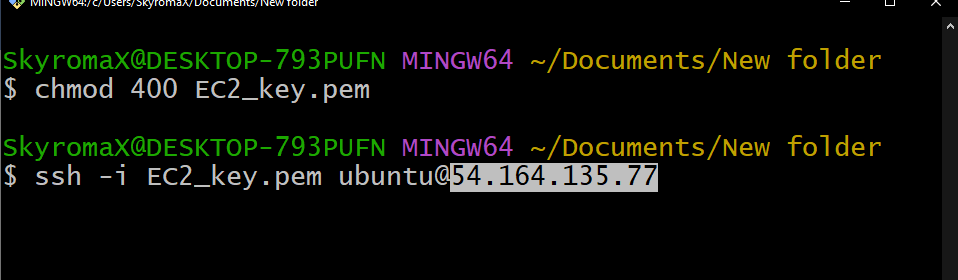 MINGW64:/c/Users/SkyromaX/Documents/New folder
SkyromaX@DESKTOP-793PUFN MINGW64 ~/Documents/New folder
$ chmod 400 EC2_key.pem
SkyromaX@DESKTOP-793PUFN MINGW64 ~/Documents/New folder
$ ssh -i EC2_key.pem ubuntu@54.164.135.77